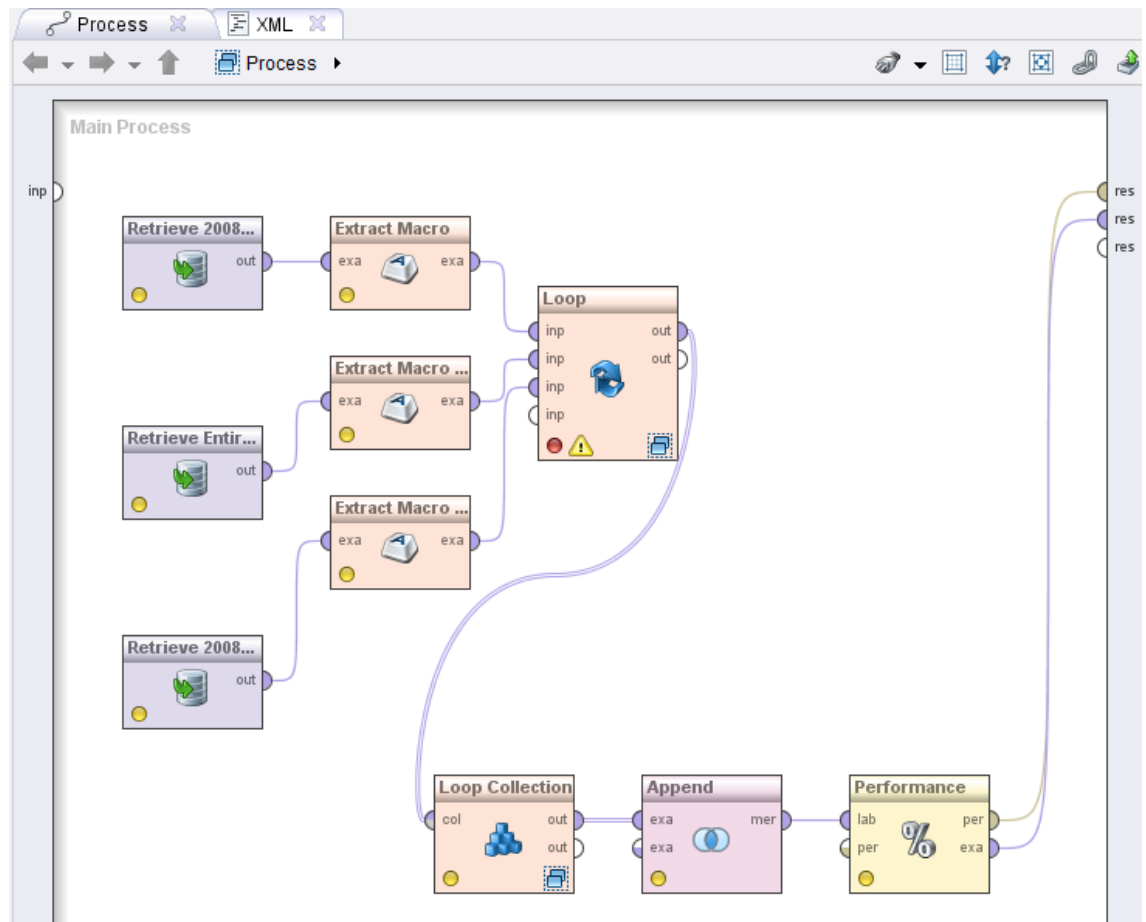 Process
XML
Process
Main Process
inp
res
res
res
Retrieve 2008...
out
Extract Macro
exa exa
Loop
inp out
inp out
inp
inp
Extract Macro ...
exa exa
Retrieve Entir...
out
Extract Macro ...
exa exa
Retrieve 2008...
out
Loop Collection
col out
out
Append
exa mer
exa
Performance
lab per
per exa
%